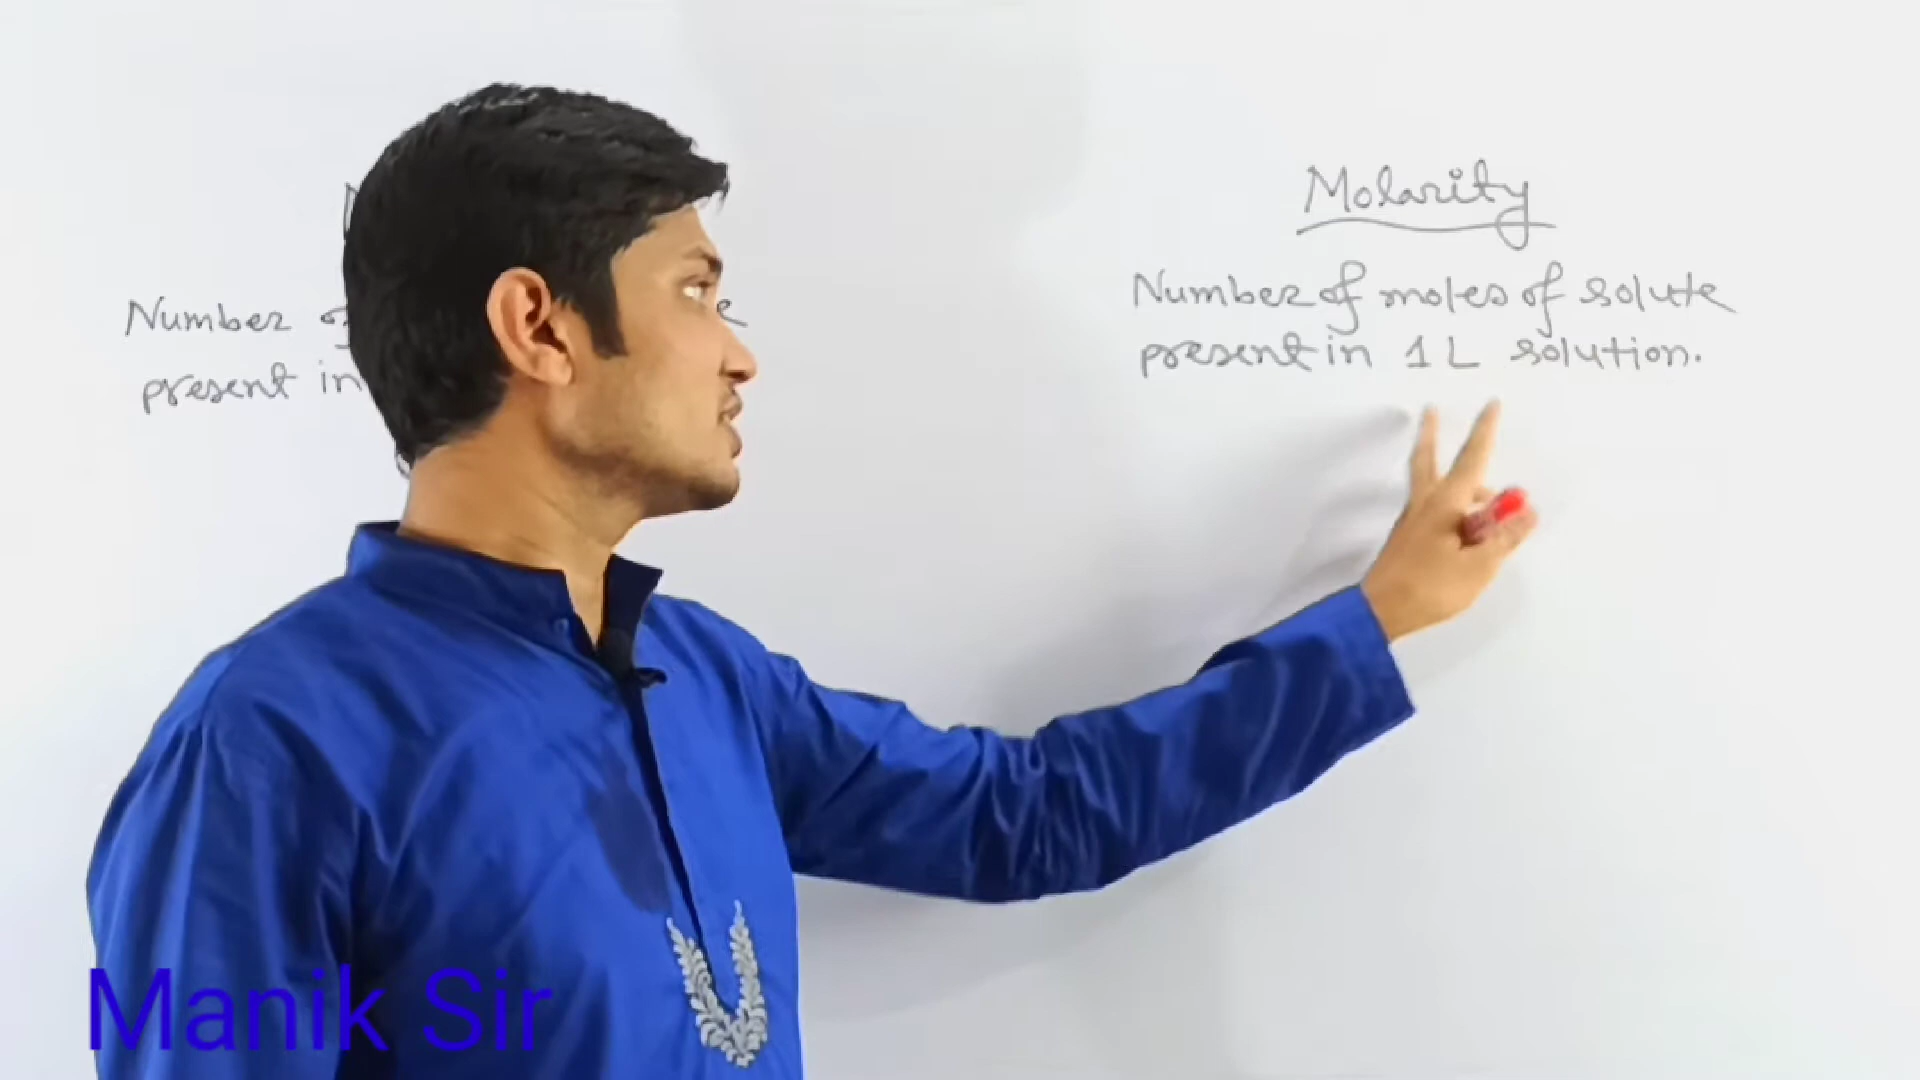 Number
present in
Molarity
Number of moles of solute
present in 1 L solution.
Manik Sir